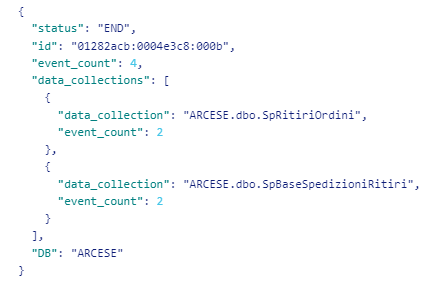 {
"status": "END",
"id": "01282acb:0004e3c8:000b",
"event_count": 4,
"data_collections": [
{
"data_collection": "ARCESE.dbo.SpRitiriOrdini",
"event_count": 2
},
{
"data_collection": "ARCESE.dbo.SpBaseSpedizioniRitiri",
"event_count": 2
}
],
"DB": "ARCESE"
}